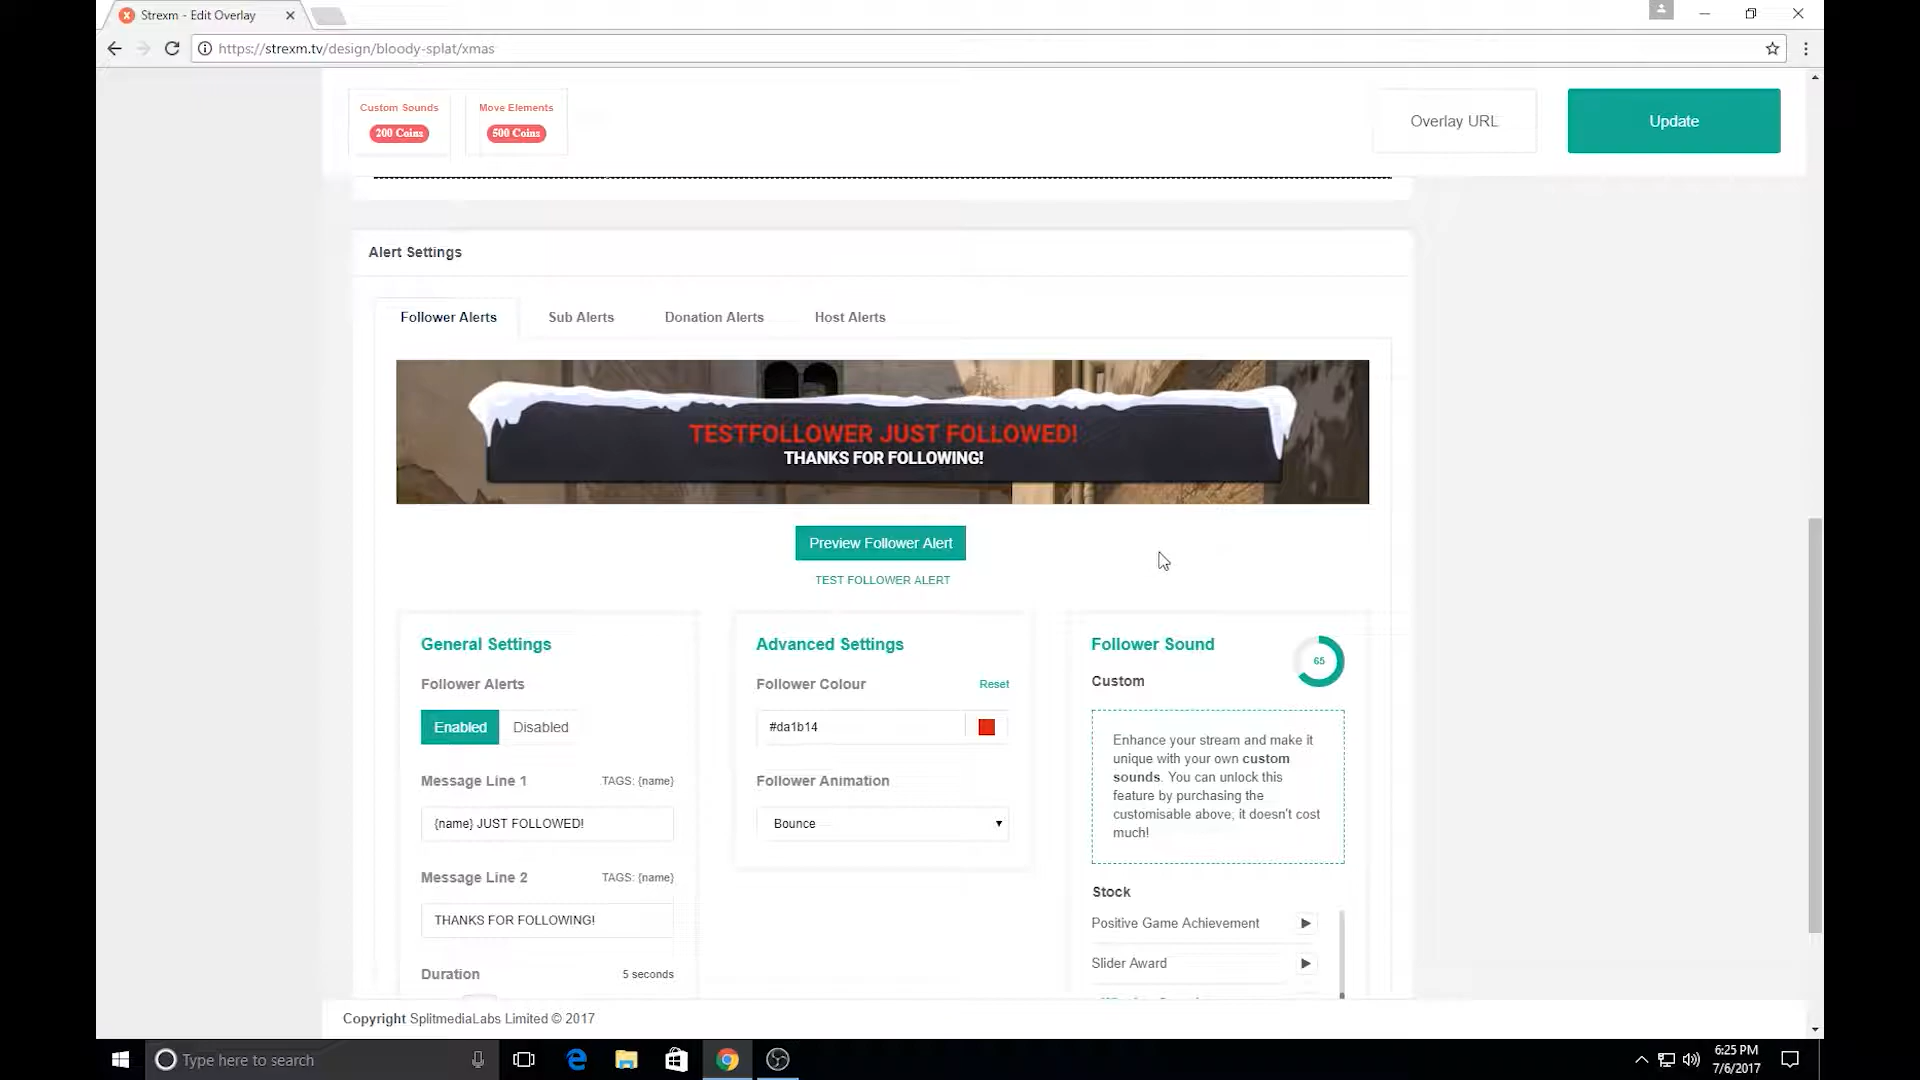 Strexm - Edit Overlay
https://strexm.tv/design/bloody-splat/xmas
Custom Sounds
200 Coins
Move Elements
500 Coins
Overlay URL
Update
Alert Settings
Follower Alerts
Sub Alerts
Donation Alerts
Host Alerts
TESTFOLLOWER JUST FOLLOWED!
THANKS FOR FOLLOWING!
Preview Follower Alert
TEST FOLLOWER ALERT
General Settings
Follower Alerts
Enabled
Disabled
Message Line 1
TAGS: {name}
{name} JUST FOLLOWED!
Message Line 2
TAGS: {name}
THANKS FOR FOLLOWING!
Duration
5 seconds
Advanced Settings
Follower Colour
Reset
#da1b14
Follower Animation
Bounce
Follower Sound
65
Custom
Enhance your stream and make it
unique with your own custom
sounds. You can unlock this
feature by purchasing the
customisable above, it doesn't cost
much!
Stock
Positive Game Achievement
Slider Award
Copyright SplitmediaLabs Limited © 2017
Type here to search
6:25 PM
7/6/2017